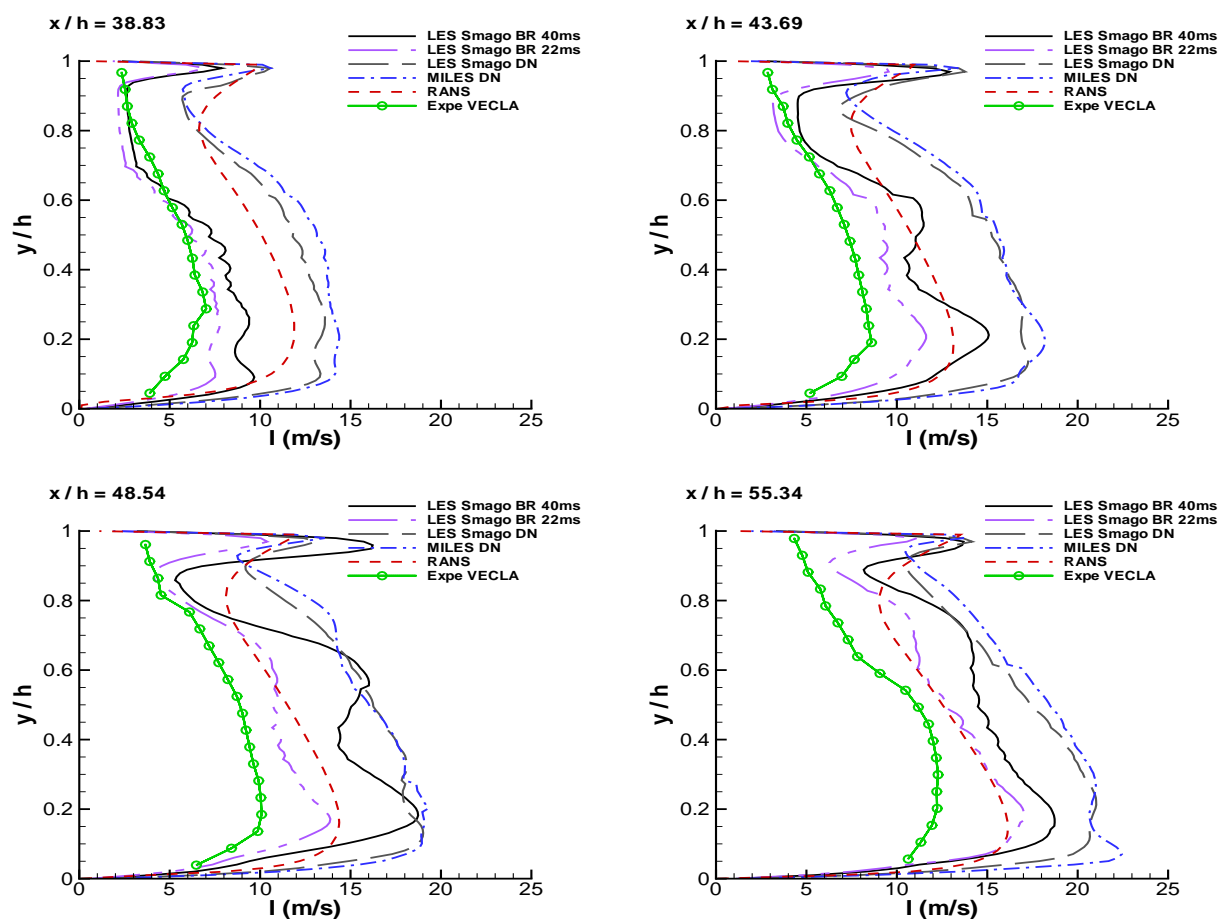 x / h = 38.83
LES Smago BR 40ms
LES Smago BR 22ms
LES Smago DN
MILES DN
RANS
Expe VECLA
1
0.8
0.6
0.4
0.2
0
y / h
0 5 10 15 20 25
I (m/s)
x / h = 43.69
LES Smago BR 40ms
LES Smago BR 22ms
LES Smago DN
MILES DN
RANS
Expe VECLA
1
0.8
0.6
0.4
0.2
0
y / h
0 5 10 15 20 25
I (m/s)
x / h = 48.54
LES Smago BR 40ms
LES Smago BR 22ms
LES Smago DN
MILES DN
RANS
Expe VECLA
1
0.8
0.6
0.4
0.2
0
y / h
0 5 10 15 20 25
I (m/s)
x / h = 55.34
LES Smago BR 40ms
LES Smago BR 22ms
LES Smago DN
MILES DN
RANS
Expe VECLA
1
0.8
0.6
0.4
0.2
0
y / h
0 5 10 15 20 25
I (m/s)